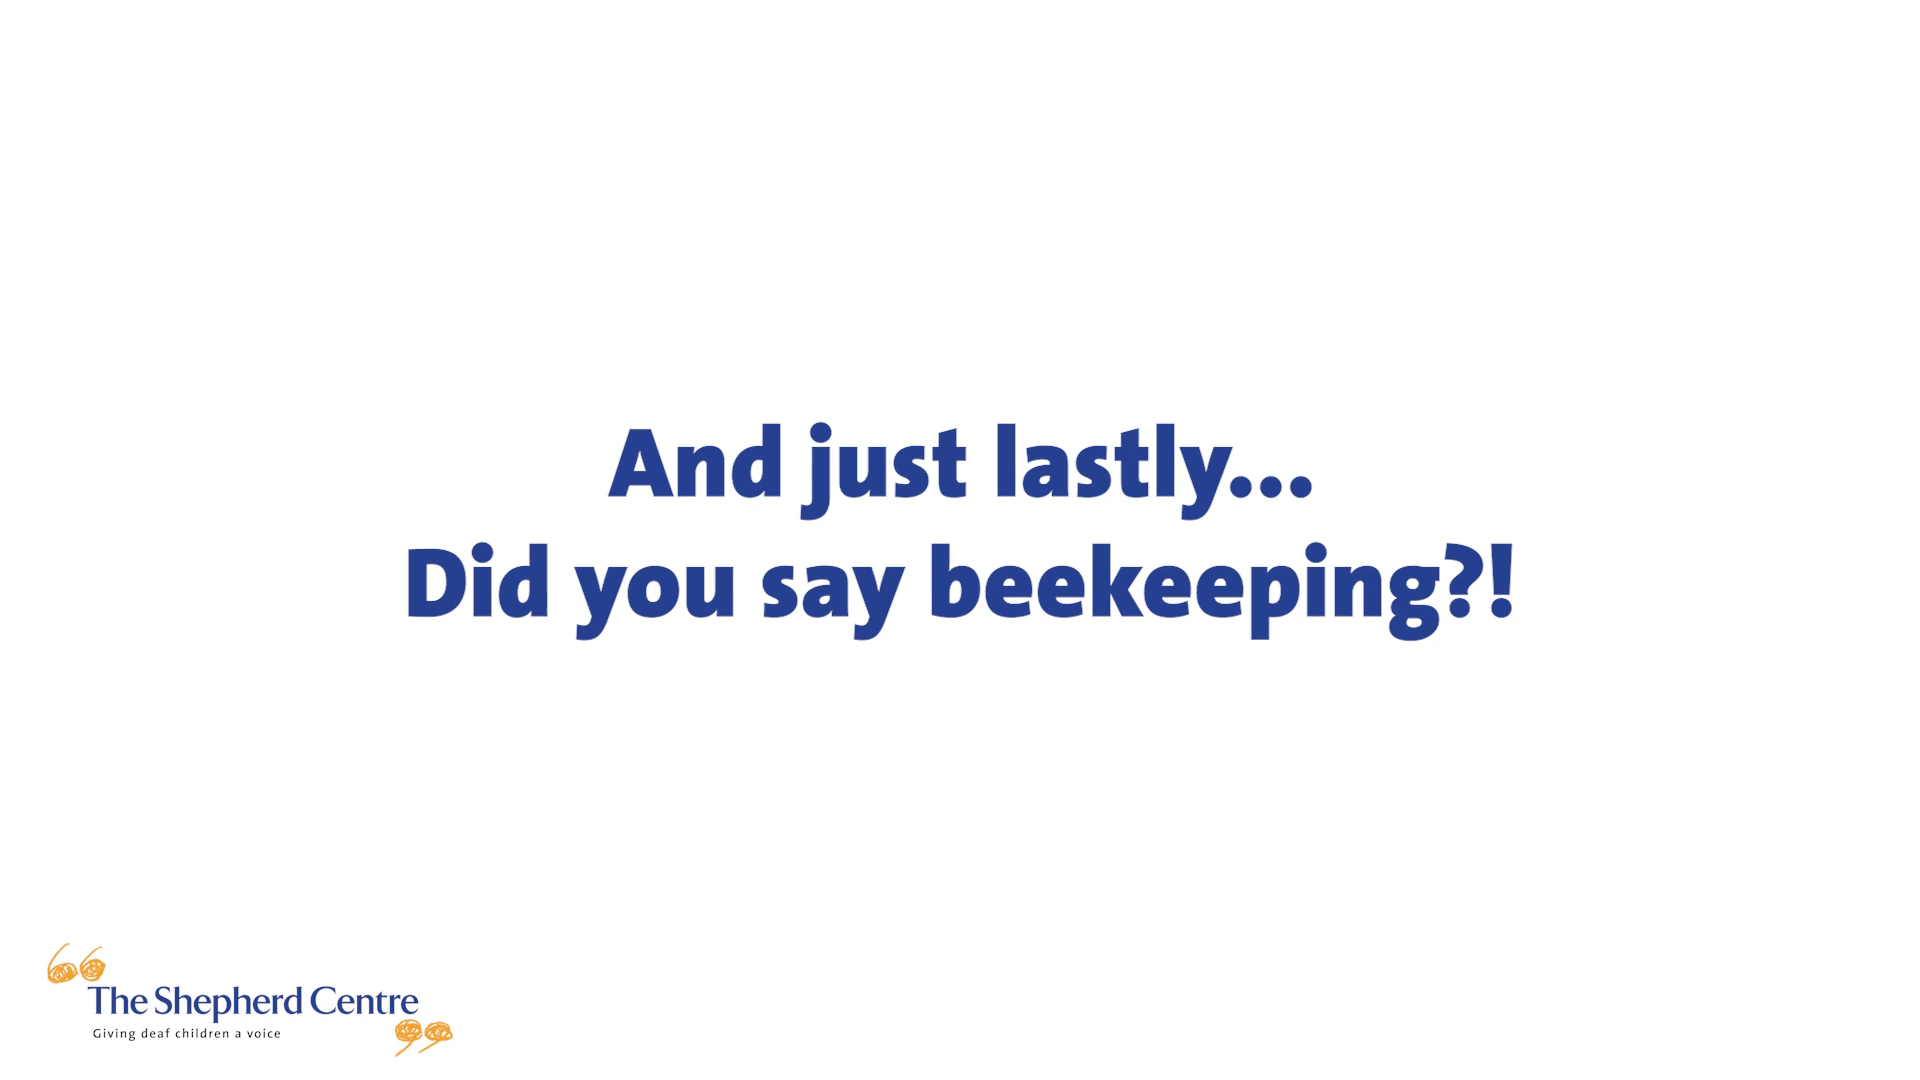 And just lastly...
Did you say beekeeping?!
The Shepherd Centre
Giving deaf children a voice